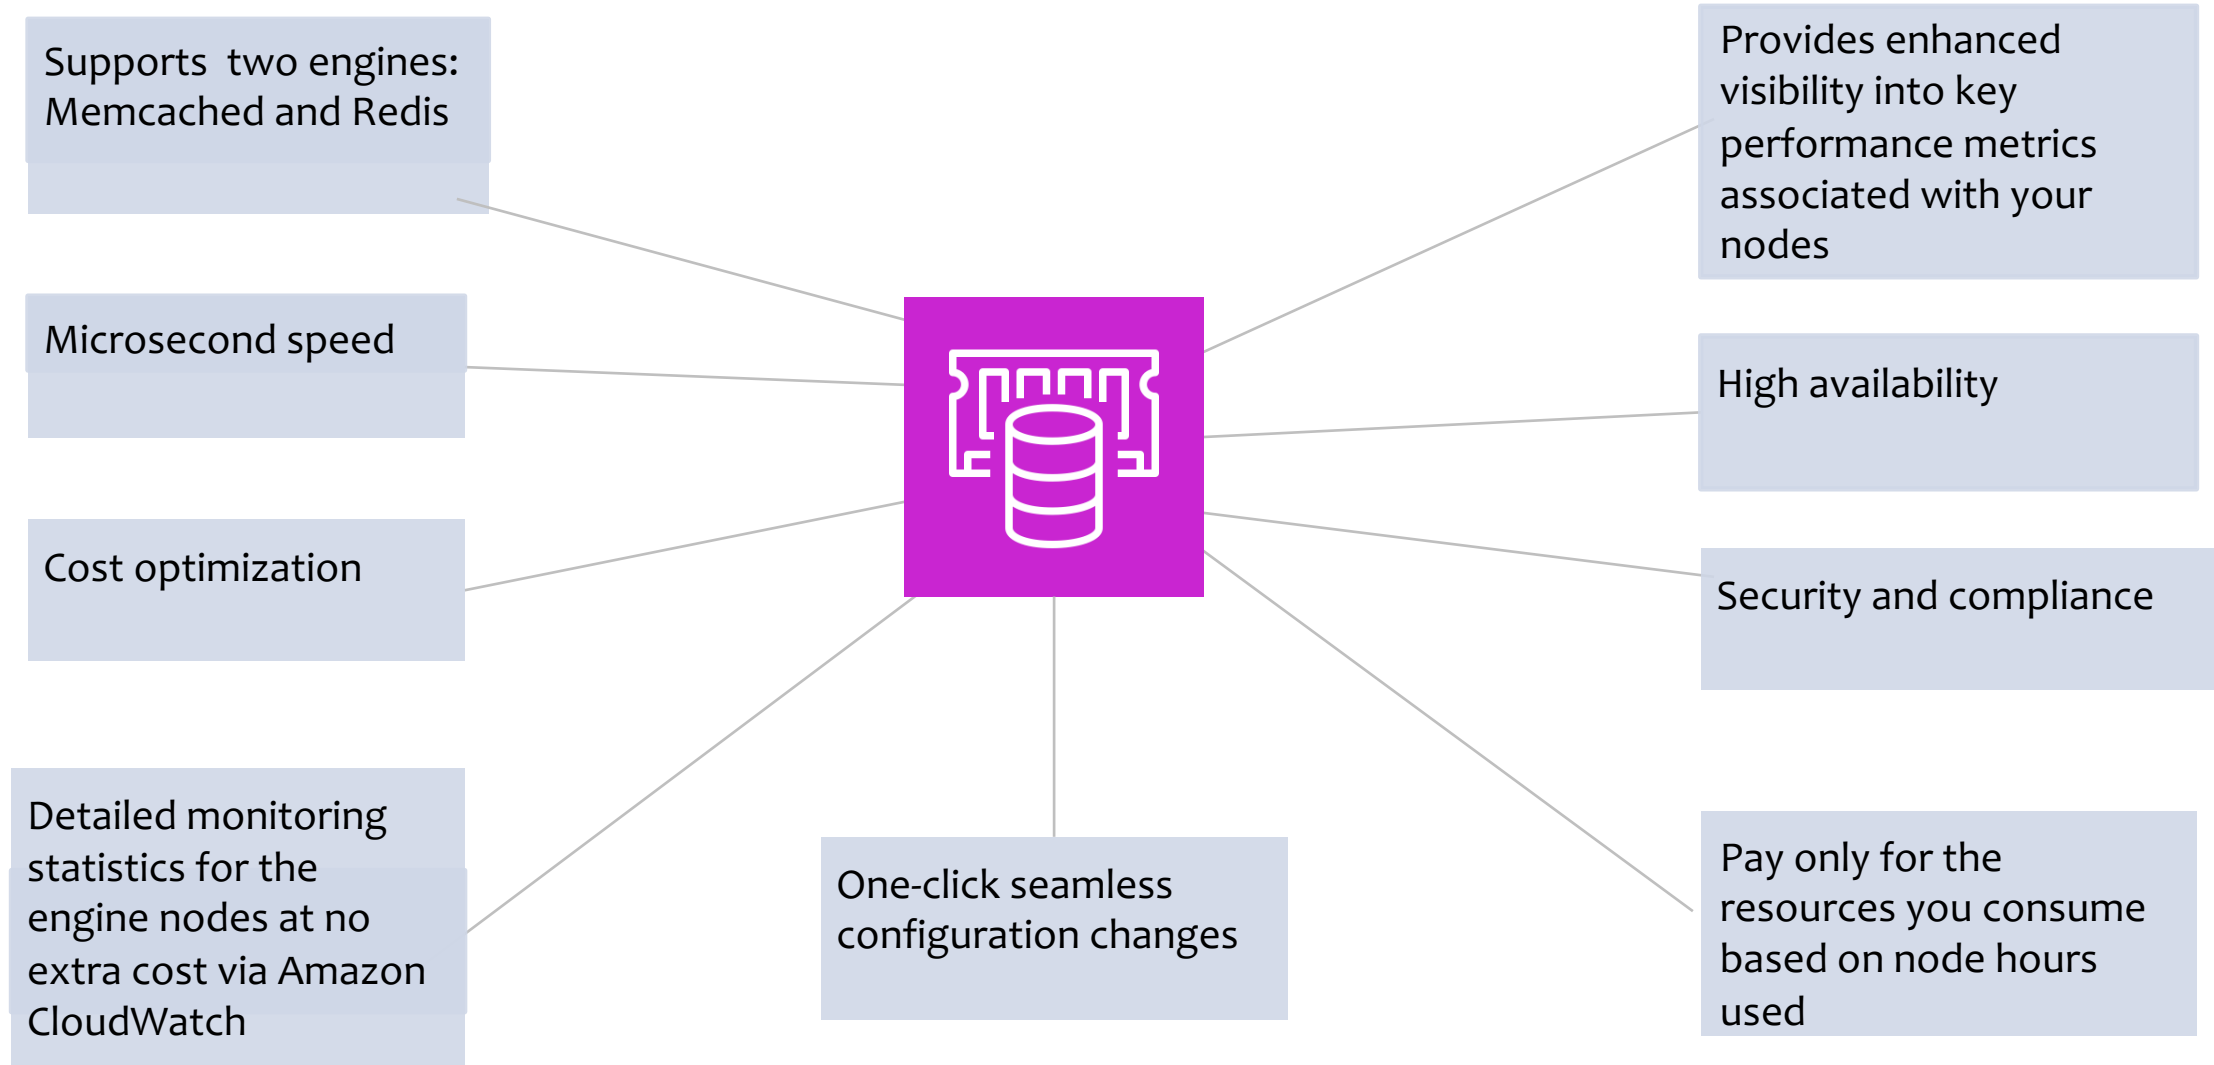 Supports  two engines:
Memcached and Redis
Microsecond speed
Cost optimization
Detailed monitoring
statistics for the
engine nodes at no
extra cost via Amazon
CloudWatch
One-click seamless
configuration changes
Provides enhanced
visibility into key
performance metrics
associated with your
nodes
High availability
Security and compliance
Pay only for the
resources you consume
based on node hours
used